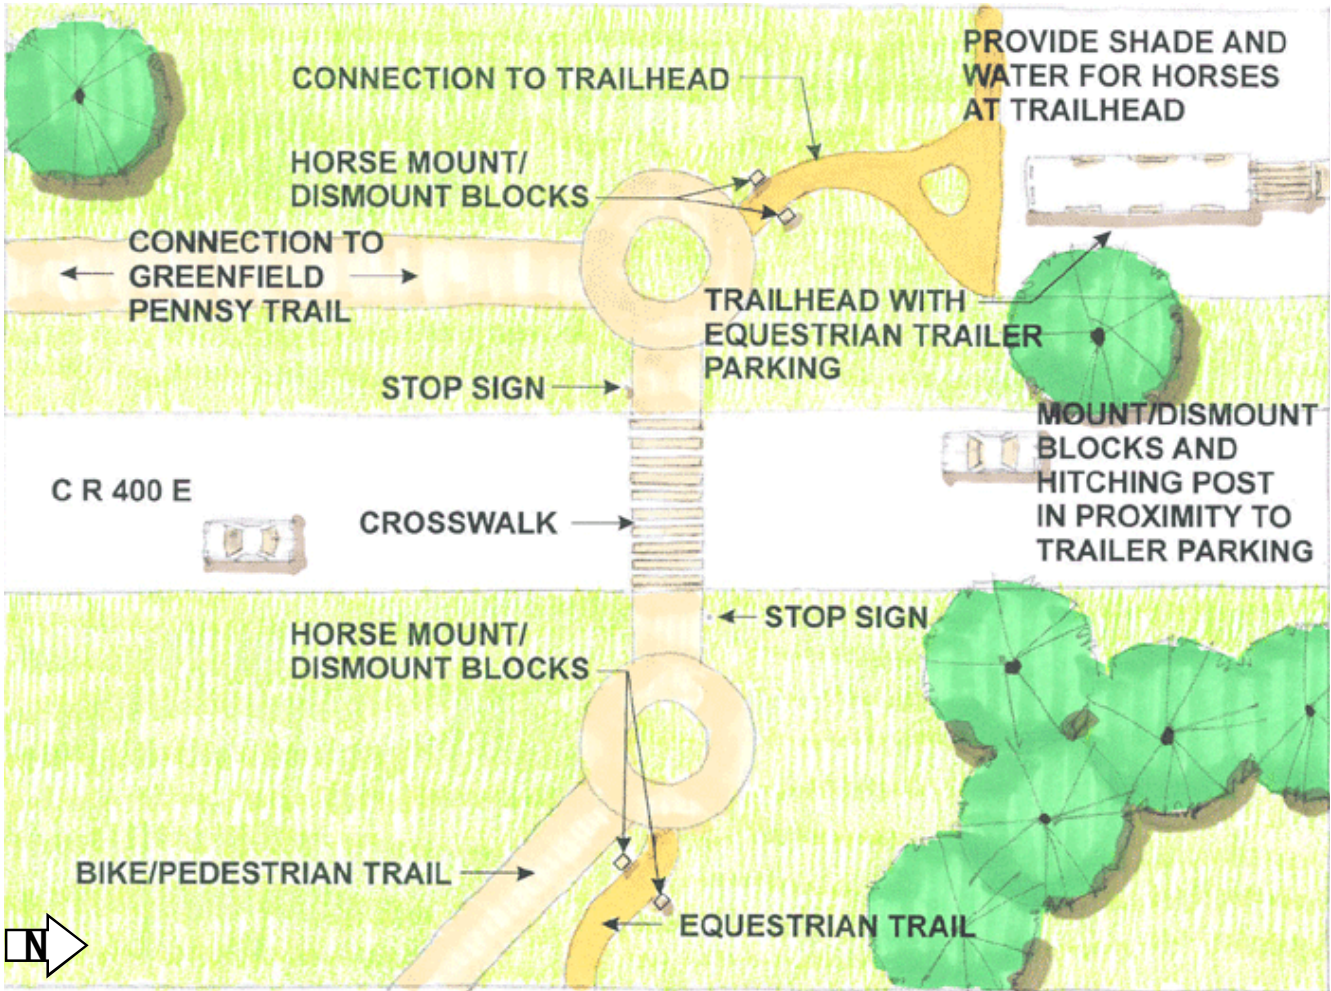 PROVIDE SHADE AND
WATER FOR HORSES
AT TRAILHEAD
CONNECTION TO TRAILHEAD
HORSE MOUNT/
DISMOUNT BLOCKS
CONNECTION TO
GREENFIELD
PENNSY TRAIL
TRAILHEAD WITH
EQUESTRIAN TRAILER
PARKING
STOP SIGN
MOUNT/DISMOUNT
BLOCKS AND
HITCHING POST
IN PROXIMITY TO
TRAILER PARKING
C R 400 E
CROSSWALK
STOP SIGN
HORSE MOUNT/
DISMOUNT BLOCKS
BIKE/PEDESTRIAN TRAIL
EQUESTRIAN TRAIL
N